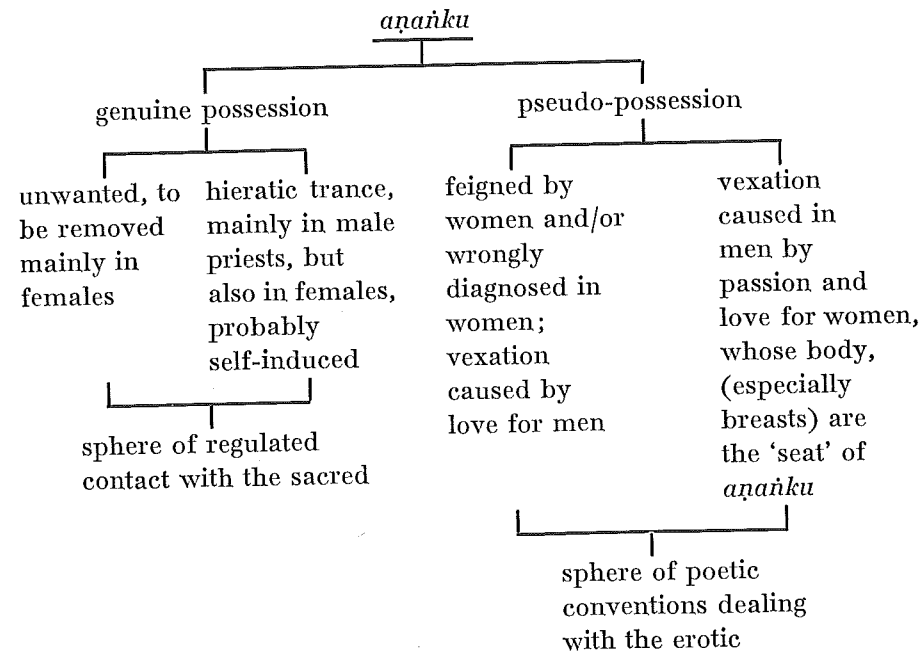 aṇaṅku
genuine possession
pseudo-possession
unwanted, to
be removed
mainly in
females
hieratic trance,
mainly in male
priests, but
also in females,
probably
self-induced
feigned by
women and/or
wrongly
diagnosed in
women;
vexation
caused by
love for men
vexation
caused in
men by
passion and
love for women,
whose body,
(especially
breasts) are
the ‘seat’ of
aṇaṅku
sphere of regulated
contact with the sacred
sphere of poetic
conventions dealing
with the erotic